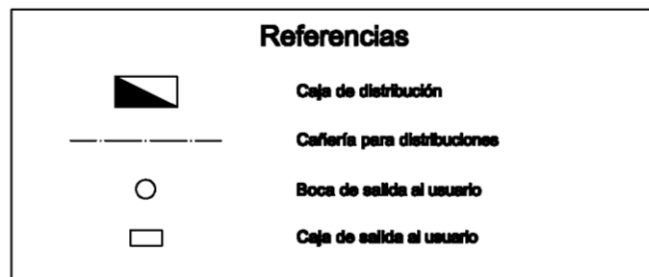 Referencias
Caja de distribución
Cañería para distribuciones
Boca de salida al usuario
Caja de salida al usuario